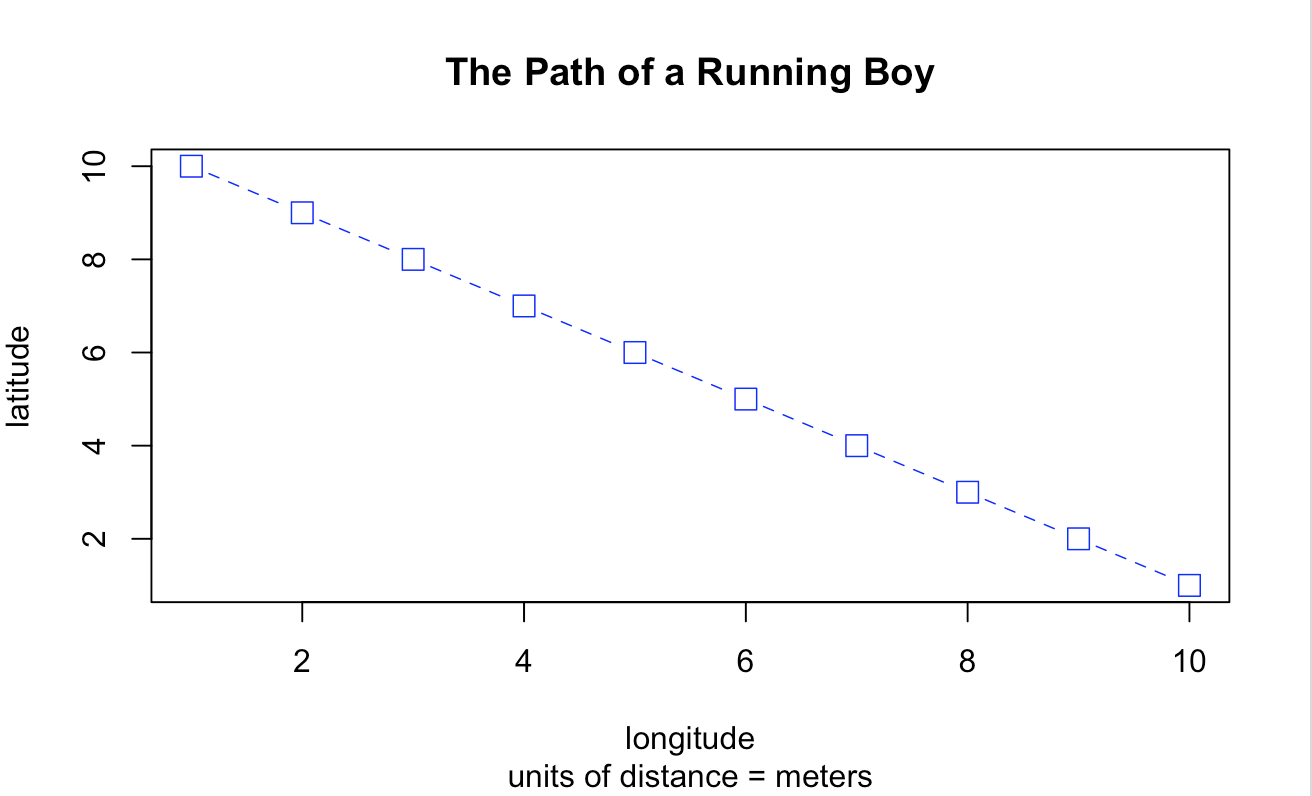 The Path of a Running Boy
latitude
10
8
6
4
2
2 4 6 8 10
longitude
units of distance = meters